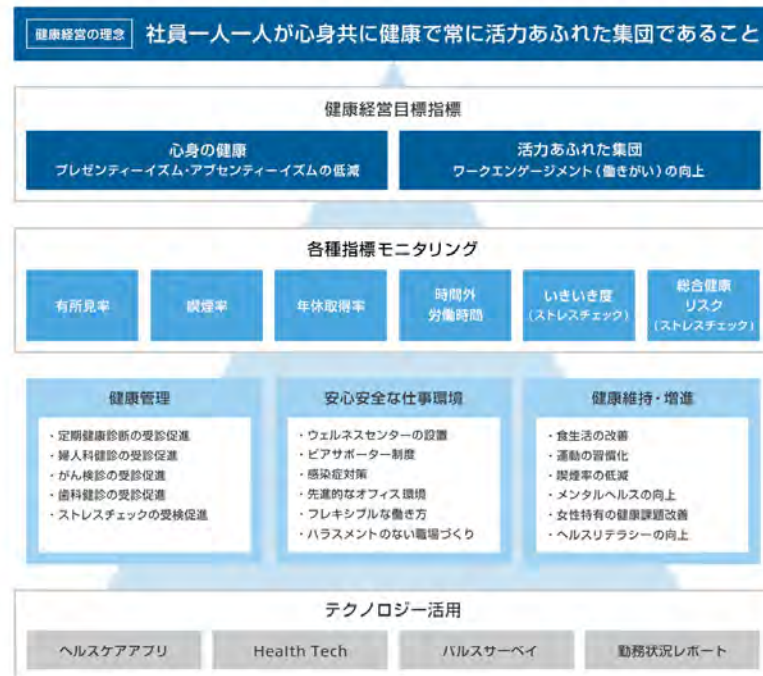 健康経営の理念 社員一人一人が心身共に健康で常に活力あふれた集団であること
健康経営目標指標
心身の健康
プレゼンティーイズム・アブセンティーイズムの低減
活力あふれた集団
ワークエンゲージメント(働きがい)の向上
各種指標モニタリング
有所見率
喫煙率
年休取得率
時間外
労働時間
いきいき度
(ストレスチェック)
総合健康
リスク
(ストレスチェック)
健康管理
・定期健康診断の受診促進
・婦人科健診の受診促進
・がん検診の受診促進
・歯科健診の受診促進
・ストレスチェックの受検促進
安心安全な仕事環境
・ウェルネスセンターの設置
・ピアサポーター制度
・感染症対策
・先進的なオフィス環境
・フレキシブルな働き方
・ハラスメントのない職場づくり
健康維持・増進
・食生活の改善
・運動の習慣化
・喫煙率の低減
・メンタルヘルスの向上
・女性特有の健康課題改善
・ヘルスリテラシーの向上
テクノロジー活用
ヘルスケアアプリ
Health Tech
パルスサーベイ
勤務状況レポート